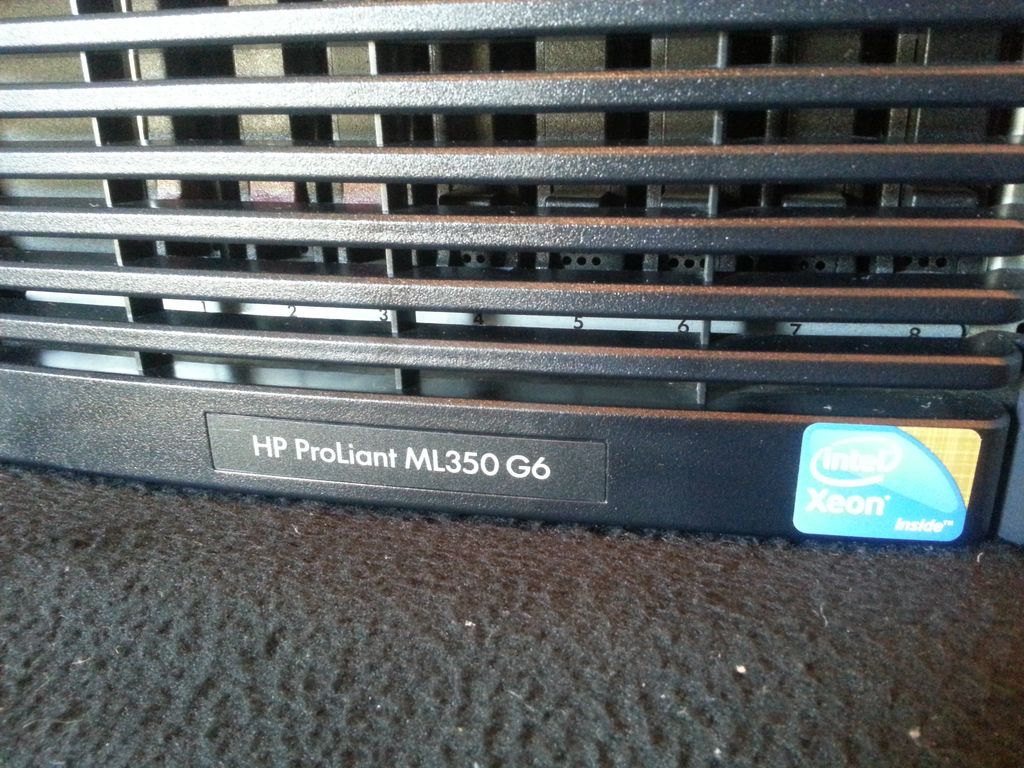 1 2 3 4 5 6 7 8
HP ProLiant ML350 G6
intel
Xeon
inside™